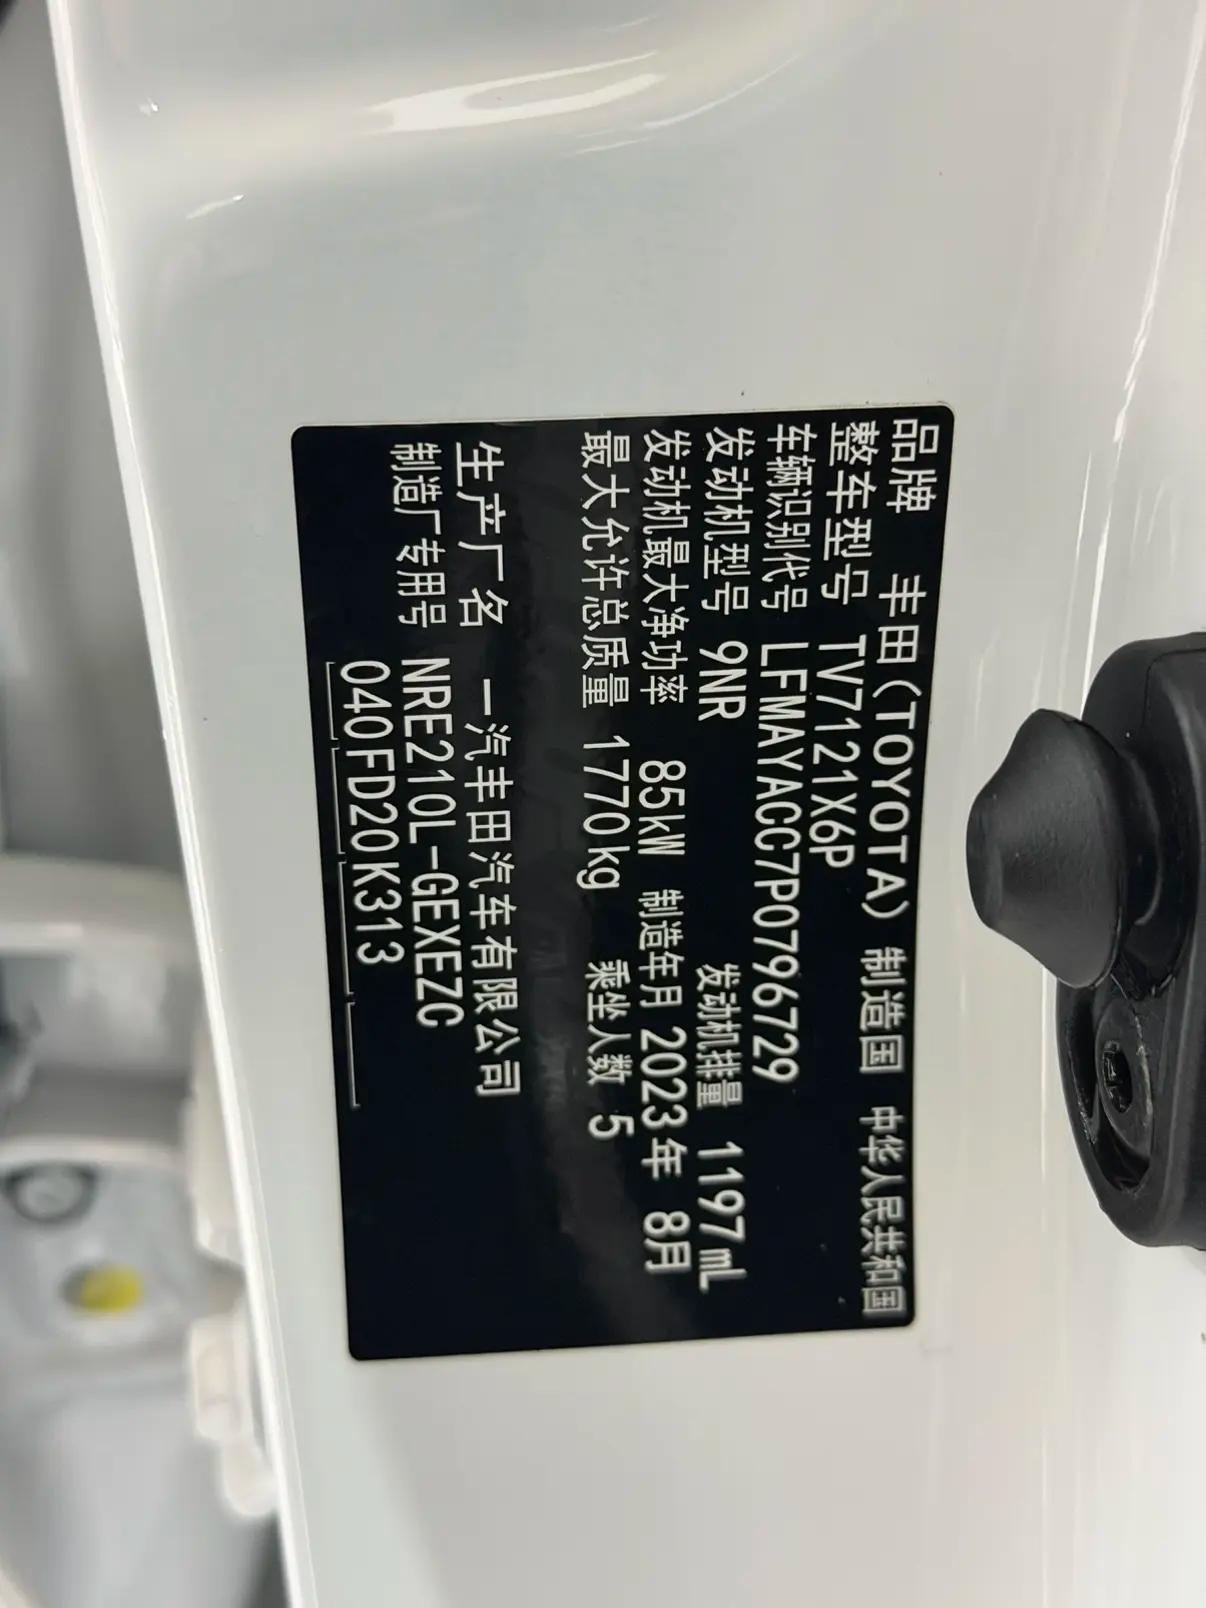 品牌 丰田(TOYOTA) 制造国 中华人民共和国
整车型号 TV7121X6P
车辆识别代号 LFMAYACC7P0796729
发动机型号 9NR 发动机排量 1197mL
发动机最大净功率 85kW 制造年月 2023年 8月
最大允许总质量 1770kg 乘坐人数 5
生产厂名 一汽丰田汽车有限公司
制造厂专用号 NRE210L-GEXEZC
040FD20K313